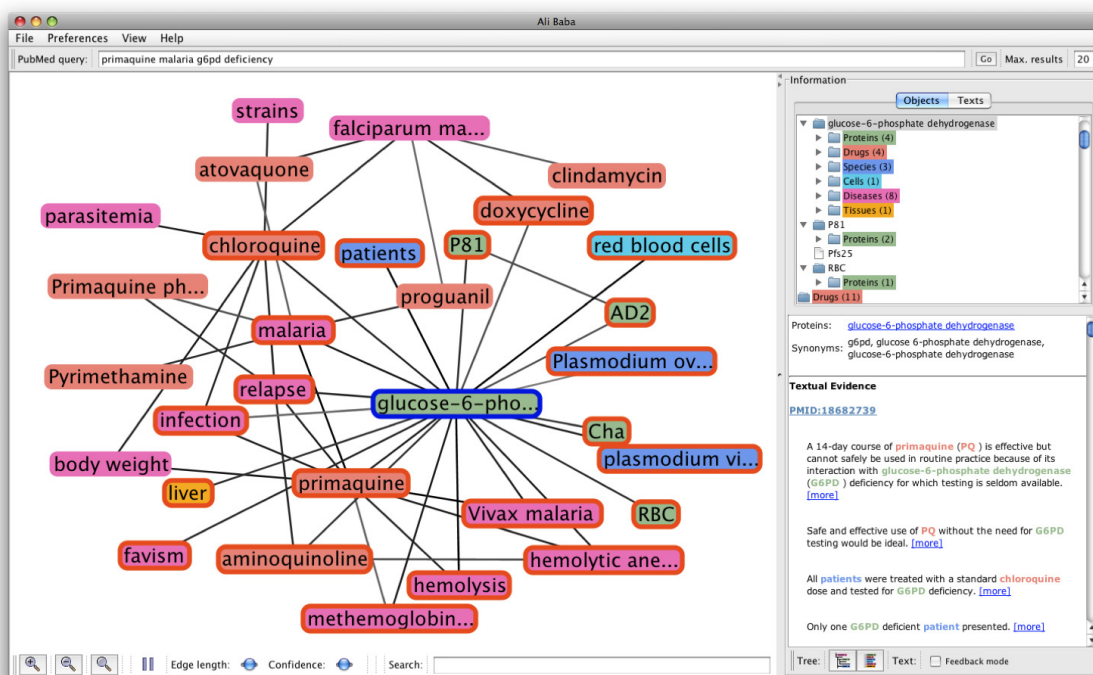 Ali Baba
File Preferences View Help
PubMed query: primaquine malaria g6pd deficiency Go Max. results 20
strains
falciparum ma...
atovaquone
clindamycin
parasitemia
doxycycline
chloroquine
patients
P81
red blood cells
Primaquine ph...
proguanil
AD2
malaria
Plasmodium ov...
Pyrimethamine
relapse
glucose-6-pho...
infection
Cha
body weight
plasmodium vi...
liver
primaquine
Vivax malaria
RBC
favism
aminoquinoline
hemolytic ane...
hemolysis
methemoglobin...
Edge length: Confidence: Search:
Information
Objects Texts
glucose-6-phosphate dehydrogenase
Proteins (4)
Drugs (4)
Species (3)
Cells (1)
Diseases (8)
Tissues (1)
P81
Proteins (2)
Pfs25
RBC
Proteins (1)
Drugs (11)
Proteins: glucose-6-phosphate dehydrogenase
Synonyms: g6pd, glucose 6-phosphate dehydrogenase,
glucose-6-phosphate dehydrogenase
Textual Evidence
PMID:18682739
A 14-day course of primaquine (PQ ) is effective but
cannot safely be used in routine practice because of its
interaction with glucose-6-phosphate dehydrogenase
(G6PD ) deficiency for which testing is seldom available.
[more]
Safe and effective use of PQ without the need for G6PD
testing would be ideal. [more]
All patients were treated with a standard chloroquine
dose and tested for G6PD deficiency. [more]
Only one G6PD deficient patient presented. [more]
Tree: Text: Feedback mode